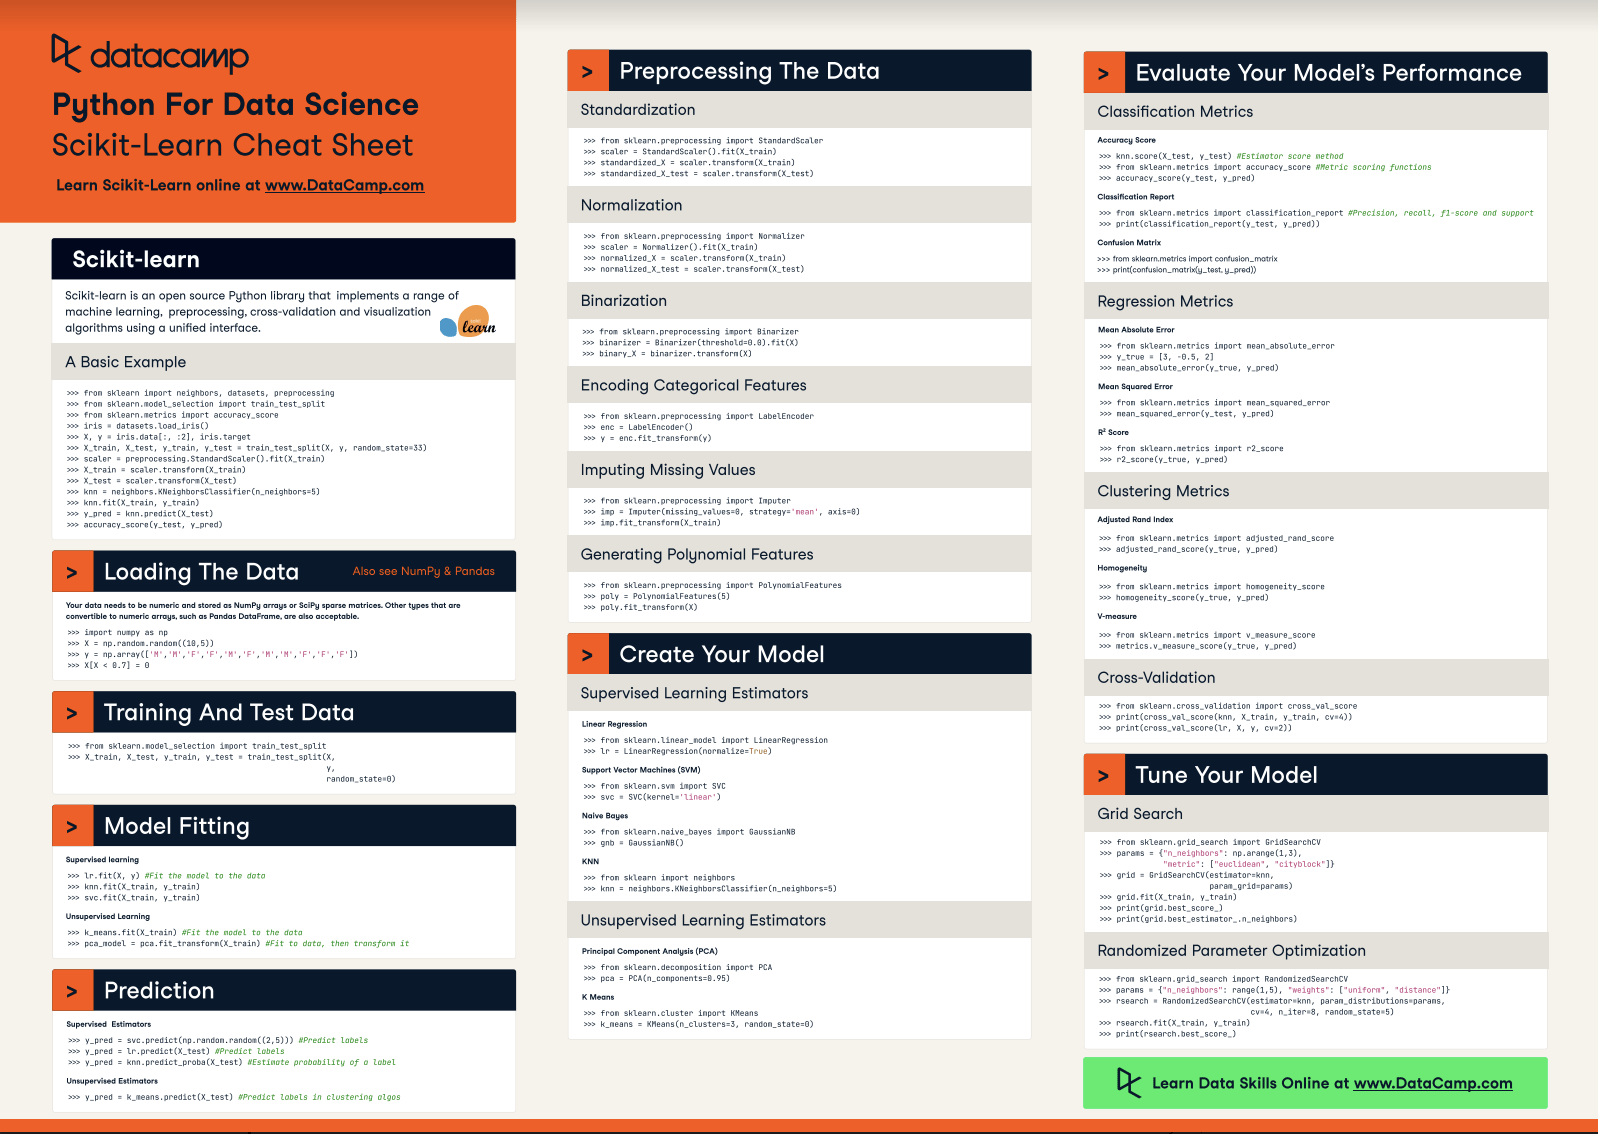 datacamp
Python For Data Science
Scikit-Learn Cheat Sheet
Learn Scikit-Learn online at www.DataCamp.com
Scikit-learn
Scikit-learn is an open source Python library that implements a range of
machine learning, preprocessing, cross-validation and visualization
algorithms using a unified interface.
learn
A Basic Example
>>> from sklearn import neighbors, datasets, preprocessing
>>> from sklearn.model_selection import train_test_split
>>> from sklearn.metrics import accuracy_score
>>> iris = datasets.load_iris()
>>> X, y = iris.data[:, :2], iris.target
>>> X_train, X_test, y_train, y_test = train_test_split(X, y, random_state=33)
>>> scaler = preprocessing.StandardScaler().fit(X_train)
>>> X_train = scaler.transform(X_train)
>>> X_test = scaler.transform(X_test)
>>> knn = neighbors.KNeighborsClassifier(n_neighbors=5)
>>> knn.fit(X_train, y_train)
>>> y_pred = knn.predict(X_test)
>>> accuracy_score(y_test, y_pred)
> Loading The Data Also see NumPy & Pandas
Your data needs to be numeric and stored as NumPy arrays or SciPy sparse matrices. Other types that are
convertible to numeric arrays, such as Pandas DataFrame, are also acceptable.
>>> import numpy as np
>>> X = np.random.random((10,5))
>>> y = np.array(['M','M','F','F','M','F','M','M','F','F','F'])
>>> X[X < 0.7] = 0
> Training And Test Data
>>> from sklearn.model_selection import train_test_split
>>> X_train, X_test, y_train, y_test = train_test_split(X,
y,
random_state=0)
> Model Fitting
Supervised learning
>>> lr.fit(X, y) #Fit the model to the data
>>> knn.fit(X_train, y_train)
>>> svc.fit(X_train, y_train)
Unsupervised Learning
>>> k_means.fit(X_train) #Fit the model to the data
>>> pca_model = pca.fit_transform(X_train) #Fit to data, then transform it
> Prediction
Supervised Estimators
>>> y_pred = svc.predict(np.random.random((2,5))) #Predict labels
>>> y_pred = lr.predict(X_test) #Predict labels
>>> y_pred = knn.predict_proba(X_test) #Estimate probability of a label
Unsupervised Estimators
>>> y_pred = k_means.predict(X_test) #Predict labels in clustering algos
> Preprocessing The Data
Standardization
>>> from sklearn.preprocessing import StandardScaler
>>> scaler = StandardScaler().fit(X_train)
>>> standardized_X = scaler.transform(X_train)
>>> standardized_X_test = scaler.transform(X_test)
Normalization
>>> from sklearn.preprocessing import Normalizer
>>> scaler = Normalizer().fit(X_train)
>>> normalized_X = scaler.transform(X_train)
>>> normalized_X_test = scaler.transform(X_test)
Binarization
>>> from sklearn.preprocessing import Binarizer
>>> binarizer = Binarizer(threshold=0.0).fit(X)
>>> binary_X = binarizer.transform(X)
Encoding Categorical Features
>>> from sklearn.preprocessing import LabelEncoder
>>> enc = LabelEncoder()
>>> y = enc.fit_transform(y)
Imputing Missing Values
>>> from sklearn.preprocessing import Imputer
>>> imp = Imputer(missing_values=0, strategy='mean', axis=0)
>>> imp.fit_transform(X_train)
Generating Polynomial Features
>>> from sklearn.preprocessing import PolynomialFeatures
>>> poly = PolynomialFeatures(5)
>>> poly.fit_transform(X)
> Create Your Model
Supervised Learning Estimators
Linear Regression
>>> from sklearn.linear_model import LinearRegression
>>> lr = LinearRegression(normalize=True)
Support Vector Machines (SVM)
>>> from sklearn.svm import SVC
>>> svc = SVC(kernel='linear')
Naive Bayes
>>> from sklearn.naive_bayes import GaussianNB
>>> gnb = GaussianNB()
KNN
>>> from sklearn import neighbors
>>> knn = neighbors.KNeighborsClassifier(n_neighbors=5)
Unsupervised Learning Estimators
Principal Component Analysis (PCA)
>>> from sklearn.decomposition import PCA
>>> pca = PCA(n_components=0.95)
K Means
>>> from sklearn.cluster import KMeans
>>> k_means = KMeans(n_clusters=3, random_state=0)
> Evaluate Your Model's Performance
Classification Metrics
Accuracy Score
>>> knn.score(X_test, y_test) #Estimator score method
>>> from sklearn.metrics import accuracy_score #Metric scoring functions
>>> accuracy_score(y_test, y_pred)
Classification Report
>>> from sklearn.metrics import classification_report #Precision, recall, f1-score and support
>>> print(classification_report(y_test, y_pred))
Confusion Matrix
>>> from sklearn.metrics import confusion_matrix
>>> print(confusion_matrix(y_test, y_pred))
Regression Metrics
Mean Absolute Error
>>> from sklearn.metrics import mean_absolute_error
>>> y_true = [3, -0.5, 2]
>>> mean_absolute_error(y_true, y_pred)
Mean Squared Error
>>> from sklearn.metrics import mean_squared_error
>>> mean_squared_error(y_test, y_pred)
R² Score
>>> from sklearn.metrics import r2_score
>>> r2_score(y_true, y_pred)
Clustering Metrics
Adjusted Rand Index
>>> from sklearn.metrics import adjusted_rand_score
>>> adjusted_rand_score(y_true, y_pred)
Homogeneity
>>> from sklearn.metrics import homogeneity_score
>>> homogeneity_score(y_true, y_pred)
V-measure
>>> from sklearn.metrics import v_measure_score
>>> metrics.v_measure_score(y_true, y_pred)
Cross-Validation
>>> from sklearn.cross_validation import cross_val_score
>>> print(cross_val_score(knn, X_train, y_train, cv=4))
>>> print(cross_val_score(lr, X, y, cv=2))
> Tune Your Model
Grid Search
>>> from sklearn.grid_search import GridSearchCV
>>> params = {"n_neighbors": np.arange(1,3),
"metric": ["euclidean", "cityblock"]}
>>> grid = GridSearchCV(estimator=knn,
param_grid=params)
>>> grid.fit(X_train, y_train)
>>> print(grid.best_score_)
>>> print(grid.best_estimator_.n_neighbors)
Randomized Parameter Optimization
>>> from sklearn.grid_search import RandomizedSearchCV
>>> params = {"n_neighbors": range(1,5), "weights": ["uniform", "distance"]}
>>> rsearch = RandomizedSearchCV(estimator=knn, param_distributions=params,
cv=4, n_iter=8, random_state=5)
>>> rsearch.fit(X_train, y_train)
>>> print(rsearch.best_score_)
Learn Data Skills Online at www.DataCamp.com